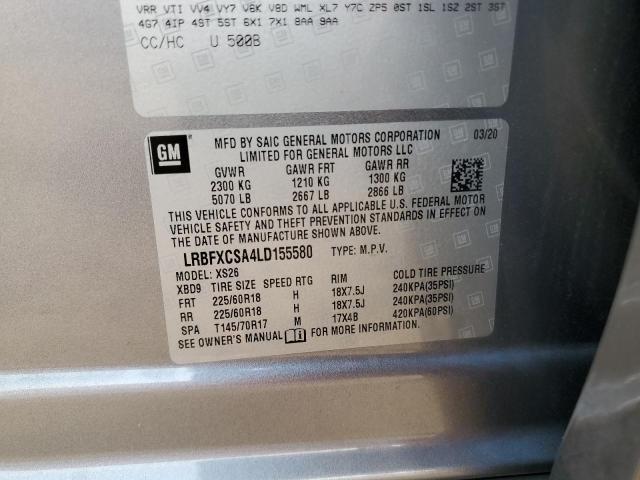 VRR VTI VV4 VY7 V8K V8D WML XL7 Y7C ZP5 0ST 1SL 1SZ 2ST 3ST
4G7 4IP 4ST 5ST 6X1 7X1 8AA 9AA
CC/HC U 500B
GM
MFD BY SAIC GENERAL MOTORS CORPORATION 03/20
LIMITED FOR GENERAL MOTORS LLC
GVWR GAWR FRT GAWR RR
2300 KG 1210 KG 1300 KG
5070 LB 2667 LB 2866 LB
THIS VEHICLE CONFORMS TO ALL APPLICABLE U.S. FEDERAL MOTOR
VEHICLE SAFETY AND THEFT PREVENTION STANDARDS IN EFFECT ON THE
DATE OF MANUFACTURE SHOWN ABOVE.
LRBFXCSA4LD155580 TYPE: M.P.V.
MODEL: XS26
XBD9 TIRE SIZE SPEED RTG RIM COLD TIRE PRESSURE
FRT 225/60R18 H 18X7.5J 240KPA(35PSI)
RR 225/60R18 H 18X7.5J 240KPA(35PSI)
SPA T145/70R17 M 17X4B 420KPA(60PSI)
SEE OWNER'S MANUAL FOR MORE INFORMATION